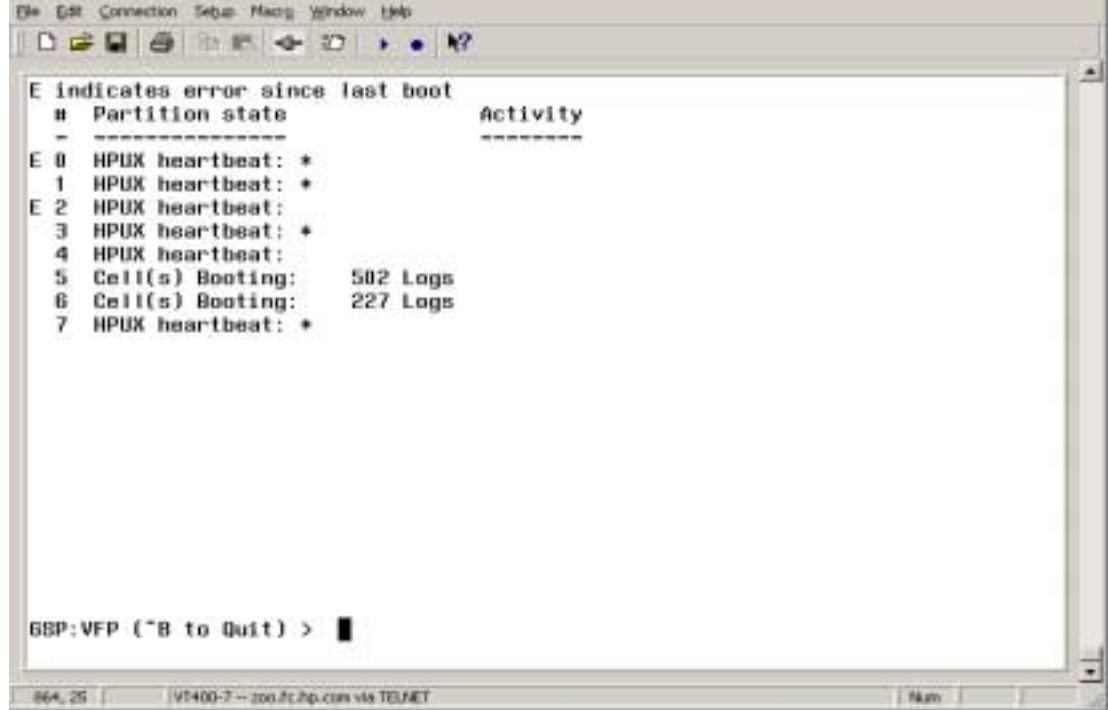 File Edit Connection Setup Macro Window Help
E indicates error since last boot
# Partition state Activity
- --------------- --------
E 0 HPUX heartbeat: *
1 HPUX heartbeat: *
E 2 HPUX heartbeat:
3 HPUX heartbeat: *
4 HPUX heartbeat:
5 Cell(s) Booting: 502 Logs
6 Cell(s) Booting: 227 Logs
7 HPUX heartbeat: *
GSP:VFP (^B to Quit) >
864, 25 VT400-7 -- zoo.fc.hp.com via TELNET Num